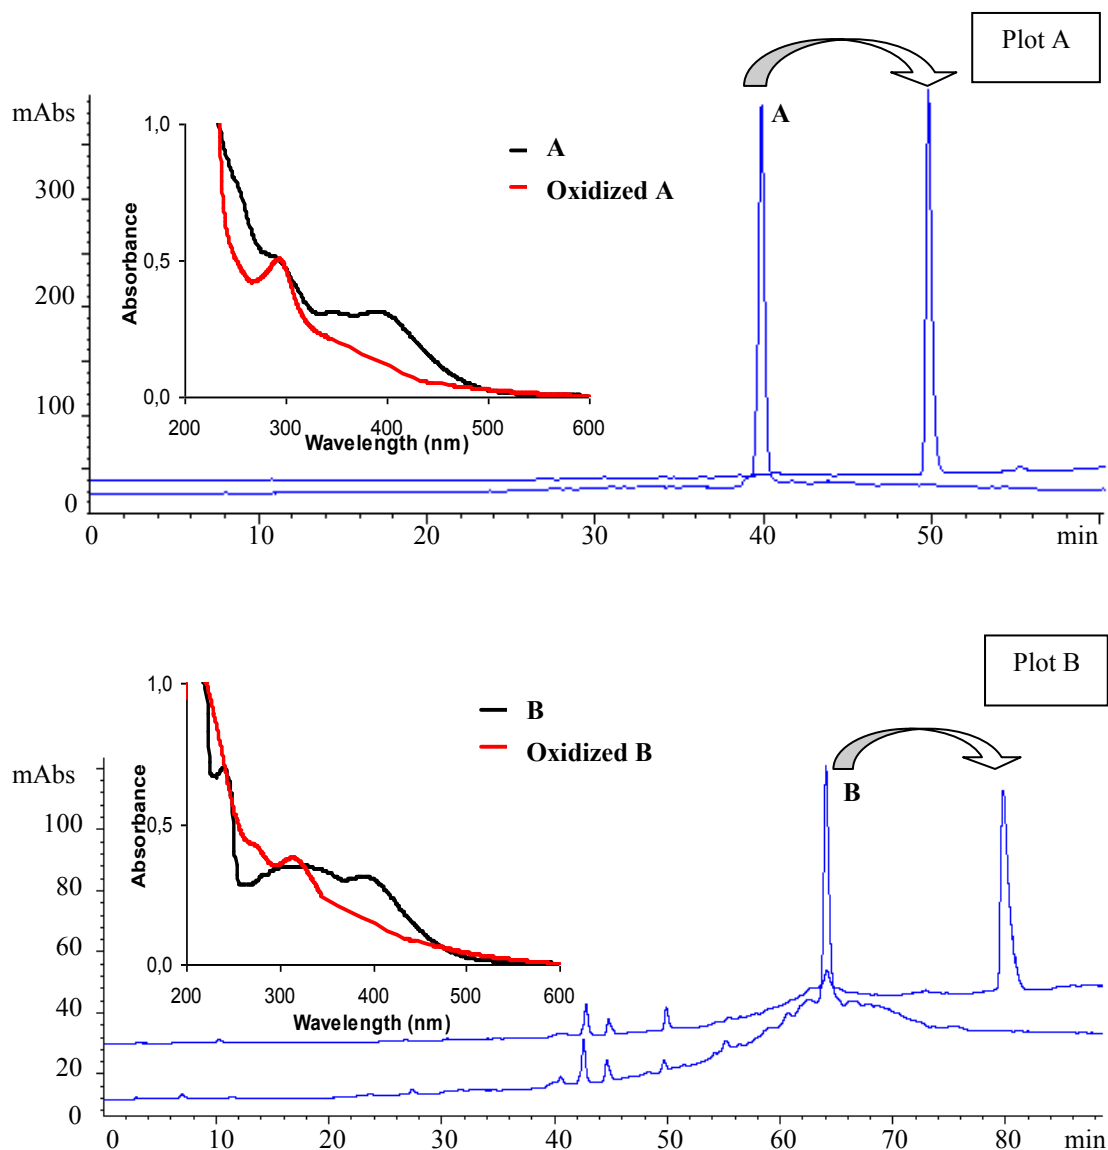 Plot A
mAbs
300
200
100
0
A
1,0
0,5
0,0
Absorbance
A
Oxidized A
200 300 400 500 600
Wavelength (nm)
0 10 20 30 40 50 min
Plot B
mAbs
100
80
60
40
20
0
B
1,0
0,5
0,0
Absorbance
B
Oxidized B
200 300 400 500 600
Wavelength (nm)
0 10 20 30 40 50 60 70 80 min